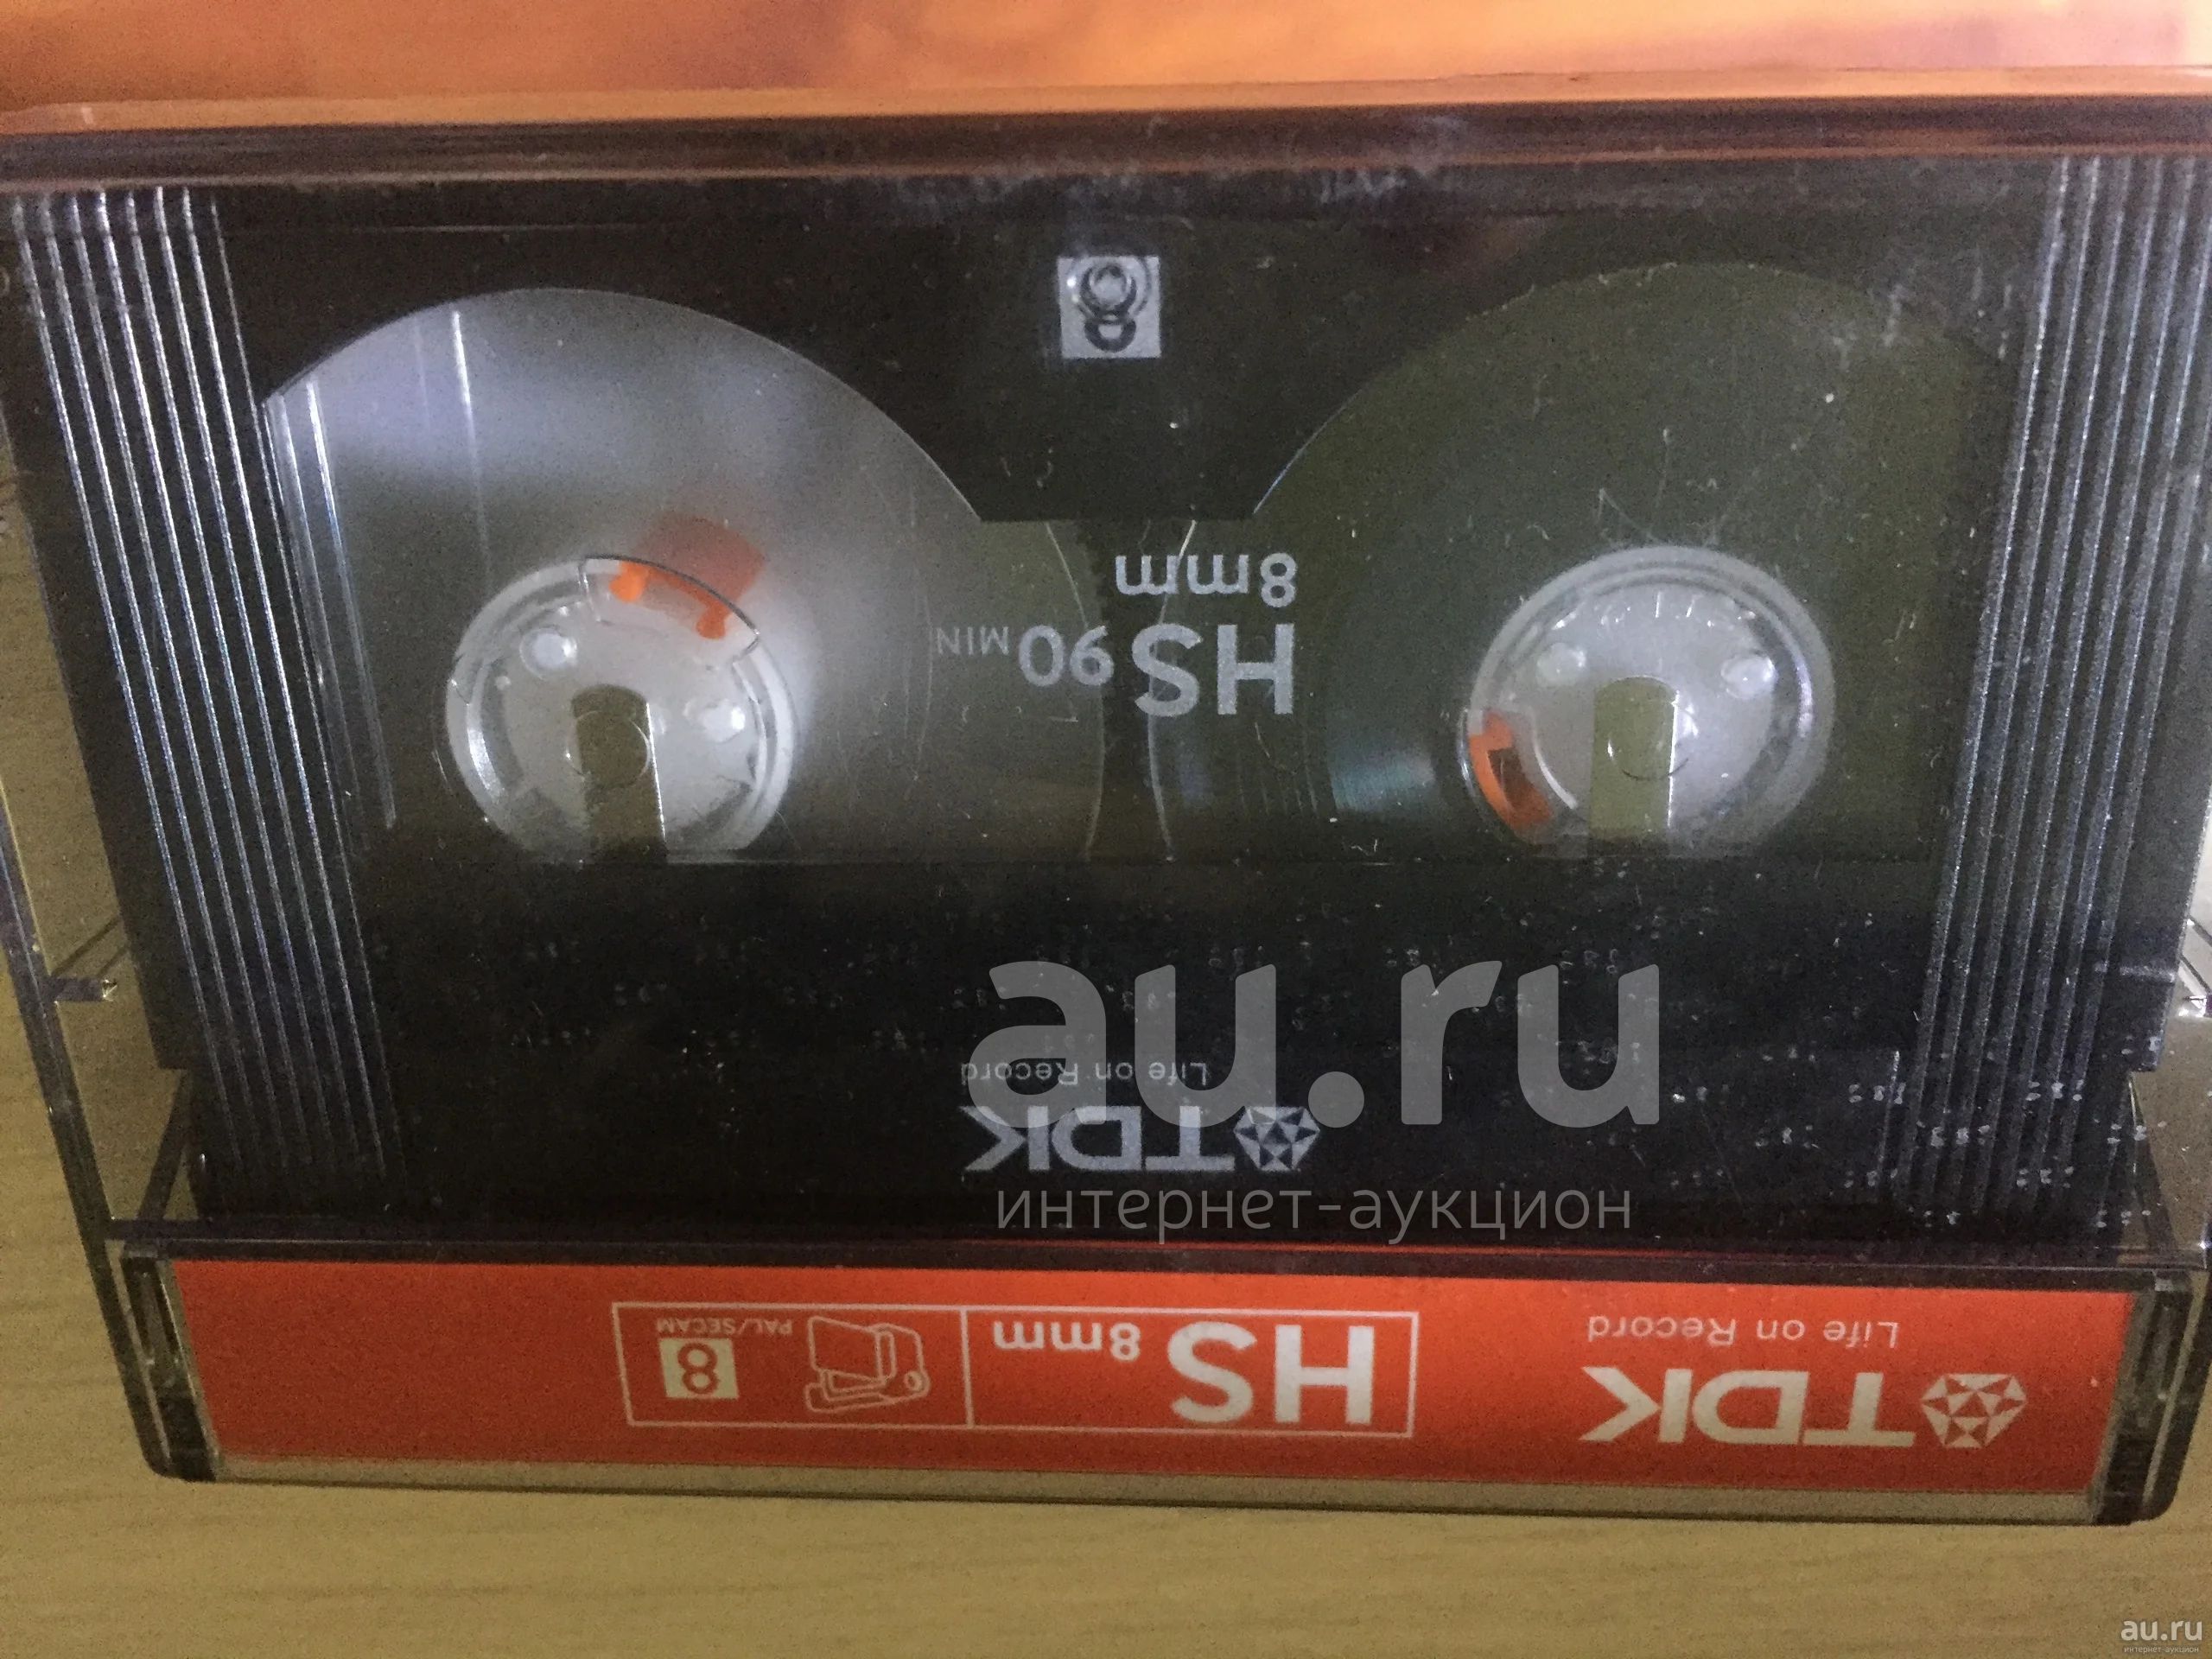 8
8mm
HS 90 MIN
au.ru
Life on Record
TDK
интернет-аукцион
TDK
Life on Record
HS 8mm
8
PAL/SECAM
au.ru
интернет-аукцион